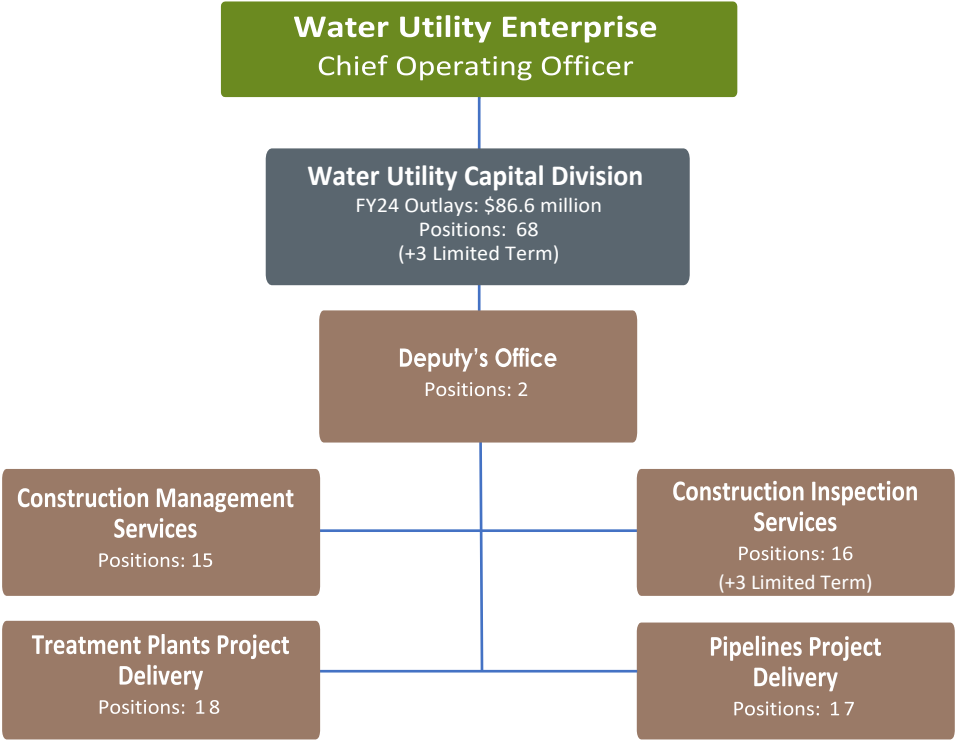 Water Utility Enterprise
Chief Operating Officer
Water Utility Capital Division
FY24 Outlays: $86.6 million
Positions: 68
(+3 Limited Term)
Deputy's Office
Positions: 2
Construction Management
Services
Positions: 15
Construction Inspection
Services
Positions: 16
(+3 Limited Term)
Treatment Plants Project
Delivery
Positions: 18
Pipelines Project
Delivery
Positions: 17